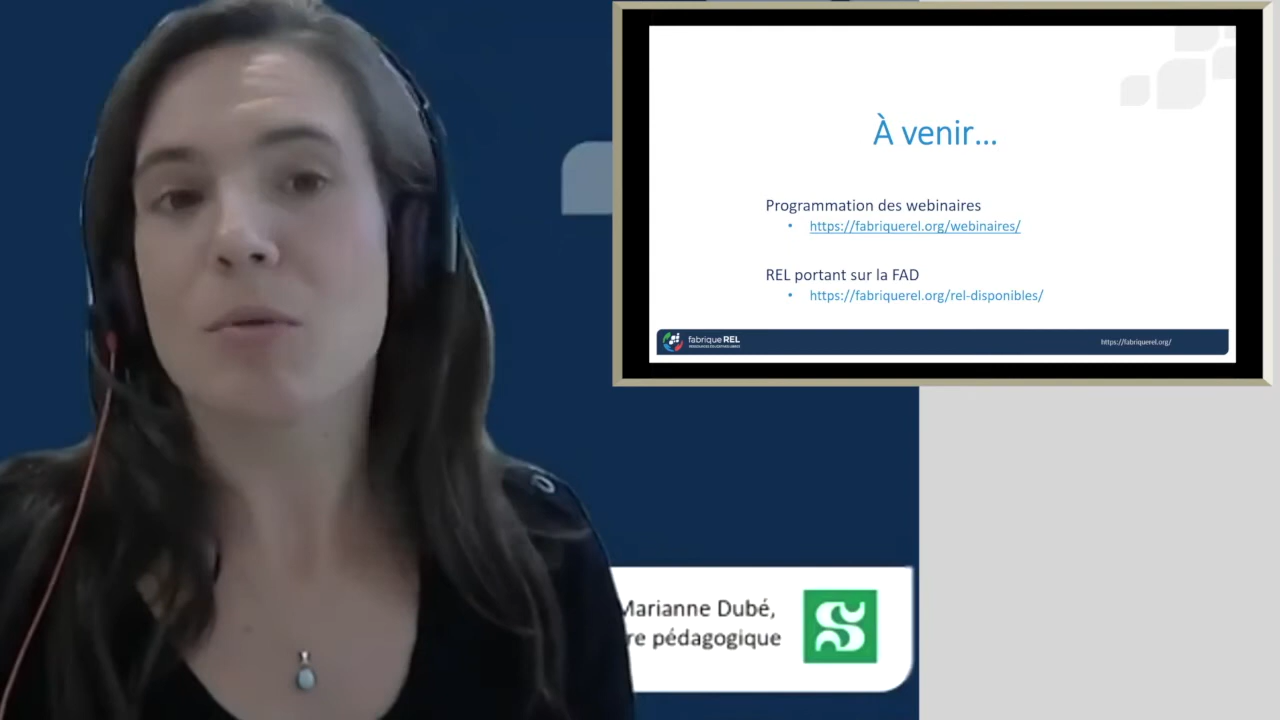 À venir...
Programmation des webinaires
• https://fabriquerel.org/webinaires/
REL portant sur la FAD
• https://fabriquerel.org/rel-disponibles/
fabrique REL
https://fabriquerel.org/
Marianne Dubé,
re pédagogique
S